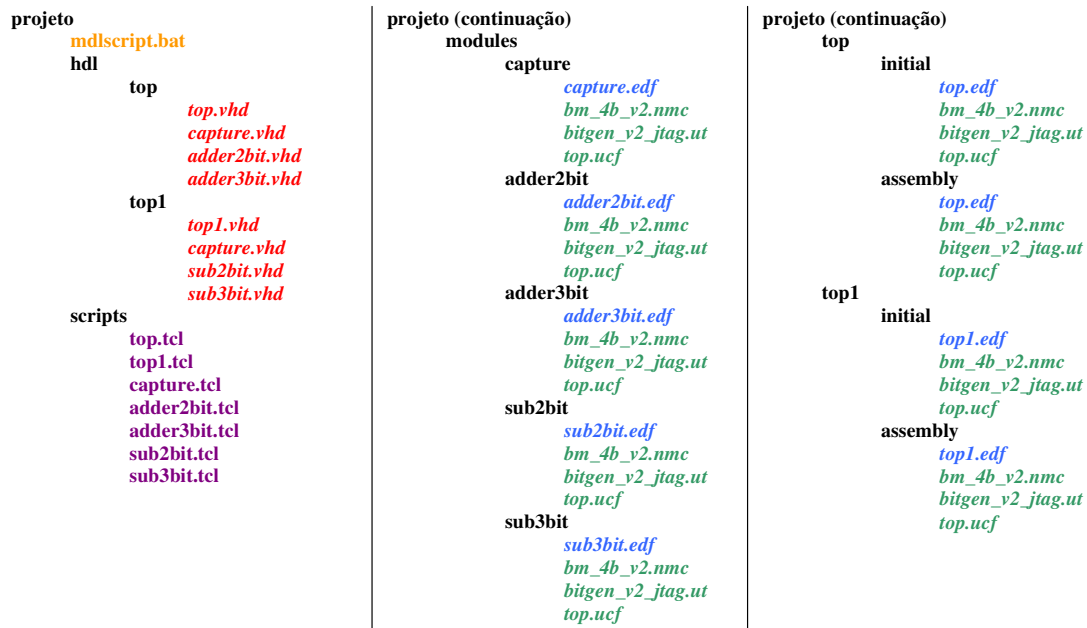 projeto
mdlscript.bat
hdl
top
top.vhd
capture.vhd
adder2bit.vhd
adder3bit.vhd
top1
top1.vhd
capture.vhd
sub2bit.vhd
sub3bit.vhd
scripts
top.tcl
top1.tcl
capture.tcl
adder2bit.tcl
adder3bit.tcl
sub2bit.tcl
sub3bit.tcl
projeto (continuação)
modules
capture
capture.edf
bm_4b_v2.nmc
bitgen_v2_jtag.ut
top.ucf
adder2bit
adder2bit.edf
bm_4b_v2.nmc
bitgen_v2_jtag.ut
top.ucf
adder3bit
adder3bit.edf
bm_4b_v2.nmc
bitgen_v2_jtag.ut
top.ucf
sub2bit
sub2bit.edf
bm_4b_v2.nmc
bitgen_v2_jtag.ut
top.ucf
sub3bit
sub3bit.edf
bm_4b_v2.nmc
bitgen_v2_jtag.ut
top.ucf
projeto (continuação)
top
initial
top.edf
bm_4b_v2.nmc
bitgen_v2_jtag.ut
top.ucf
assembly
top.edf
bm_4b_v2.nmc
bitgen_v2_jtag.ut
top.ucf
top1
initial
top1.edf
bm_4b_v2.nmc
bitgen_v2_jtag.ut
top.ucf
assembly
top1.edf
bm_4b_v2.nmc
bitgen_v2_jtag.ut
top.ucf